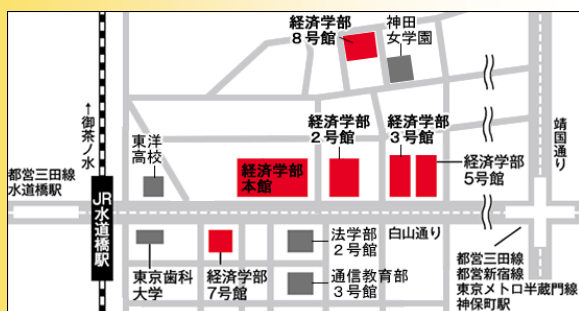 経済学部
8号館
神田
女学園
←御茶ノ水
東洋
高校
経済学部
2号館
経済学部
3号館
経済学部
5号館
靖国通り
都営三田線
水道橋駅
経済学部
本館
JR水道橋駅
白山通り
東京歯科
大学
経済学部
7号館
法学部
2号館
通信教育部
3号館
都営三田線
都営新宿線
東京メトロ半蔵門線
神保町駅